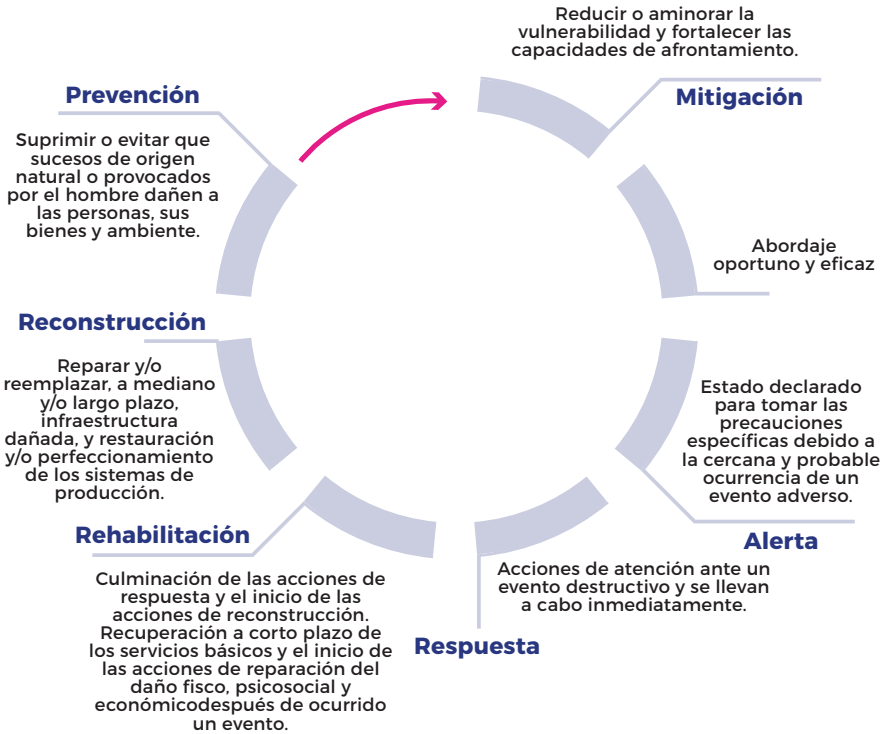 Prevención
Suprimir o evitar que
sucesos de origen
natural o provocados
por el hombre dañen a
las personas, sus
bienes y ambiente.
Reducir o aminorar la
vulnerabilidad y fortalecer las
capacidades de afrontamiento.
Mitigación
Abordaje
oportuno y eficaz
Estado declarado
para tomar las
precauciones
específicas debido a
la cercana y probable
ocurrencia de un
evento adverso.
Alerta
Acciones de atención ante un
evento destructivo y se llevan
a cabo inmediatamente.
Respuesta
Rehabilitación
Culminación de las acciones de
respuesta y el inicio de las
acciones de reconstrucción.
Recuperación a corto plazo de
los servicios básicos y el inicio de
las acciones de reparación del
daño fisco, psicosocial y
económicodespués de ocurrido
un evento.
Reconstrucción
Reparar y/o
reemplazar, a mediano
y/o largo plazo,
infraestructura
dañada, y restauración
y/o perfeccionamiento
de los sistemas de
producción.